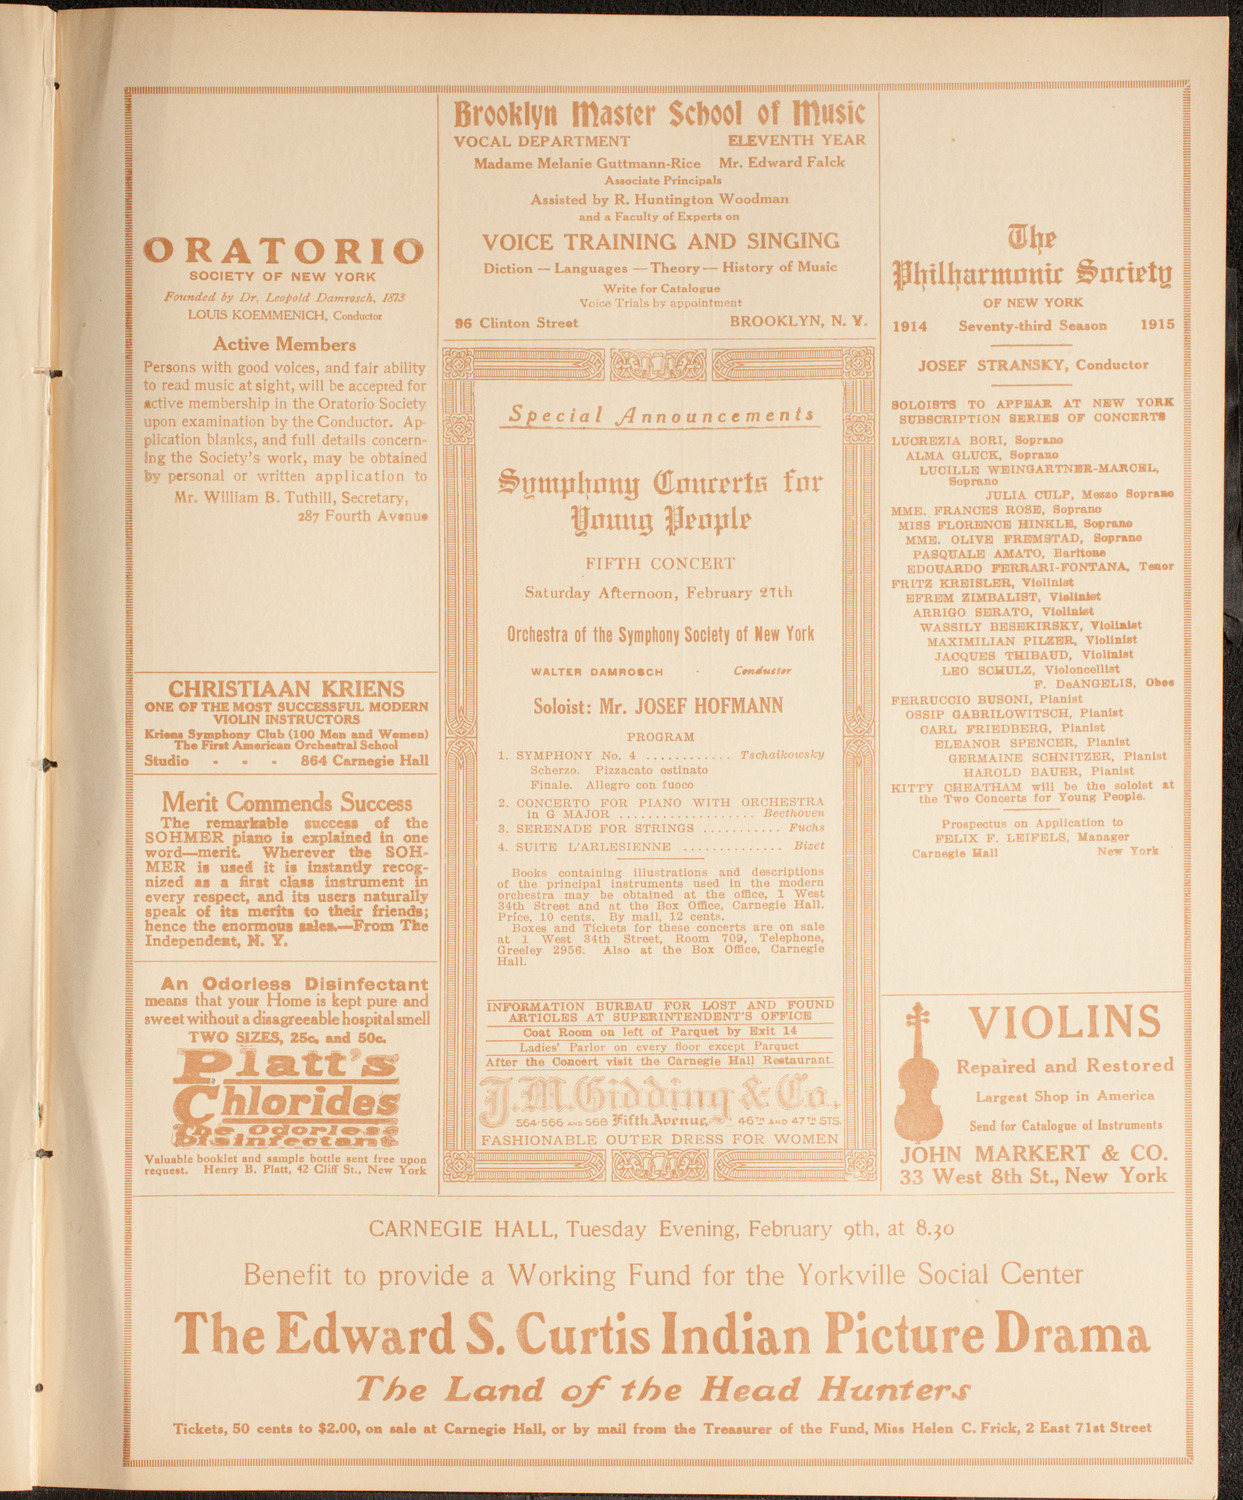 ORATORIO
SOCIETY OF NEW YORK
Founded by Dr. Leopold Damrosch, 1873
LOUIS KOEMMENICH, Conductor
Active Members
Persons with good voices, and fair ability
to read music at sight, will be accepted for
active membership in the Oratorio Society
upon examination by the Conductor. Ap-
plication blanks, and full details concern-
ing the Society's work, may be obtained
by personal or written application to
Mr. William B. Tuthill, Secretary,
287 Fourth Avenue
CHRISTIAAN KRIENS
ONE OF THE MOST SUCCESSFUL MODERN
VIOLIN INSTRUCTORS
Kriens Symphony Club (100 Men and Women)
The First American Orchestral School
Studio - - - 864 Carnegie Hall
Merit Commends Success
The remarkable success of the
SOHMER piano is explained in one
word—merit. Wherever the SOH-
MER is used it is instantly recog-
nized as a first class instrument in
every respect, and its users naturally
speak of its merits to their friends;
hence the enormous sales.—From The
Independent, N. Y.
An Odorless Disinfectant
means that your Home is kept pure and
sweet without a disagreeable hospital smell
TWO SIZES, 25c. and 50c.
Platt's
Chlorides
The Odorless
Disinfectant
Valuable booklet and sample bottle sent free upon
request. Henry B. Platt, 42 Cliff St., New York
Brooklyn Master School of Music
VOCAL DEPARTMENT ELEVENTH YEAR
Madame Melanie Guttmann-Rice Mr. Edward Falck
Associate Principals
Assisted by R. Huntington Woodman
and a Faculty of Experts on
VOICE TRAINING AND SINGING
Diction — Languages — Theory — History of Music
Write for Catalogue
Voice Trials by appointment
96 Clinton Street BROOKLYN, N. Y.
Special Announcements
Symphony Concerts for
Young People
FIFTH CONCERT
Saturday Afternoon, February 27th
Orchestra of the Symphony Society of New York
WALTER DAMROSCH - Conductor
Soloist: Mr. JOSEF HOFMANN
PROGRAM
1. SYMPHONY No. 4 ............ Tschaikowsky
Scherzo. Pizzacato ostinato
Finale. Allegro con fuoco
2. CONCERTO FOR PIANO WITH ORCHESTRA
in G MAJOR ................... Beethoven
3. SERENADE FOR STRINGS ........... Fuchs
4. SUITE L'ARLESIENNE .............. Bizet
Books containing illustrations and descriptions
of the principal instruments used in the modern
orchestra may be obtained at the office, 1 West
34th Street and at the Box Office, Carnegie Hall.
Price, 10 cents. By mail, 12 cents.
Boxes and Tickets for these concerts are on sale
at 1 West 34th Street, Room 709, Telephone,
Greeley 2956. Also at the Box Office, Carnegie
Hall.
INFORMATION BUREAU FOR LOST AND FOUND
ARTICLES AT SUPERINTENDENT'S OFFICE
Coat Room on left of Parquet by Exit 14
Ladies' Parlor on every floor except Parquet
After the Concert visit the Carnegie Hall Restaurant.
J.M. Gidding & Co.
564-566 AND 568 Fifth Avenue, 46TH AND 47TH STS.
FASHIONABLE OUTER DRESS FOR WOMEN
The
Philharmonic Society
OF NEW YORK
1914 Seventy-third Season 1915
JOSEF STRANSKY, Conductor
SOLOISTS TO APPEAR AT NEW YORK
SUBSCRIPTION SERIES OF CONCERTS
LUCREZIA BORI, Soprano
ALMA GLUCK, Soprano
LUCILLE WEINGARTNER-MARCEL,
Soprano
JULIA CULP, Mezzo Soprano
MME. FRANCES ROSE, Soprano
MISS FLORENCE HINKLE, Soprano
MME. OLIVE FREMSTAD, Soprano
PASQUALE AMATO, Baritone
EDOUARDO FERRARI-FONTANA, Tenor
FRITZ KREISLER, Violinist
EFREM ZIMBALIST, Violinist
ARRIGO SERATO, Violinist
WASSILY BESEKIRSKY, Violinist
MAXIMILIAN PILZER, Violinist
JACQUES THIBAUD, Violinist
LEO SCHULZ, Violoncellist
F. DeANGELIS, Oboe
FERRUCCIO BUSONI, Pianist
OSSIP GABRILOWITSCH, Pianist
CARL FRIEDBERG, Pianist
ELEANOR SPENCER, Pianist
GERMAINE SCHNITZER, Pianist
HAROLD BAUER, Pianist
KITTY CHEATHAM will be the soloist at
the Two Concerts for Young People.
Prospectus on Application to
FELIX F. LEIFELS, Manager
Carnegie Hall New York
VIOLINS
Repaired and Restored
Largest Shop in America
Send for Catalogue of Instruments
JOHN MARKERT & CO.
33 West 8th St., New York
CARNEGIE HALL, Tuesday Evening, February 9th, at 8.30
Benefit to provide a Working Fund for the Yorkville Social Center
The Edward S. Curtis Indian Picture Drama
The Land of the Head Hunters
Tickets, 50 cents to $2.00, on sale at Carnegie Hall, or by mail from the Treasurer of the Fund, Miss Helen C. Frick, 2 East 71st Street